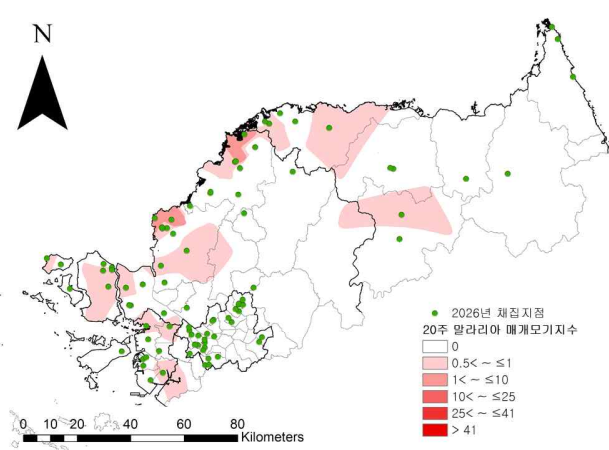 N
2026년 채집지점
20주 말라리아 매개모기지수
0
0.5< ~ ≤1
1< ~ ≤10
10< ~ ≤25
25< ~ ≤41
> 41
0 10 20 40 60 80
Kilometers